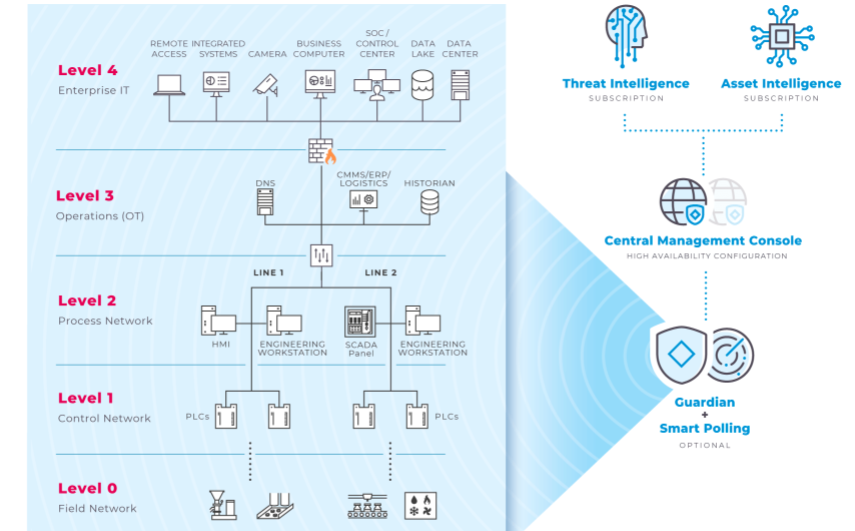 Level 4
Enterprise IT
REMOTE ACCESS
INTEGRATED SYSTEMS
CAMERA
BUSINESS COMPUTER
SOC / CONTROL CENTER
DATA LAKE
DATA CENTER
Level 3
Operations (OT)
DNS
CMMS/ERP/ LOGISTICS
HISTORIAN
LINE 1
LINE 2
Level 2
Process Network
HMI
ENGINEERING WORKSTATION
SCADA Panel
ENGINEERING WORKSTATION
Level 1
Control Network
PLCs
PLCs
Level 0
Field Network
Threat Intelligence
SUBSCRIPTION
Asset Intelligence
SUBSCRIPTION
Central Management Console
HIGH AVAILABILITY CONFIGURATION
Guardian
+
Smart Polling
OPTIONAL